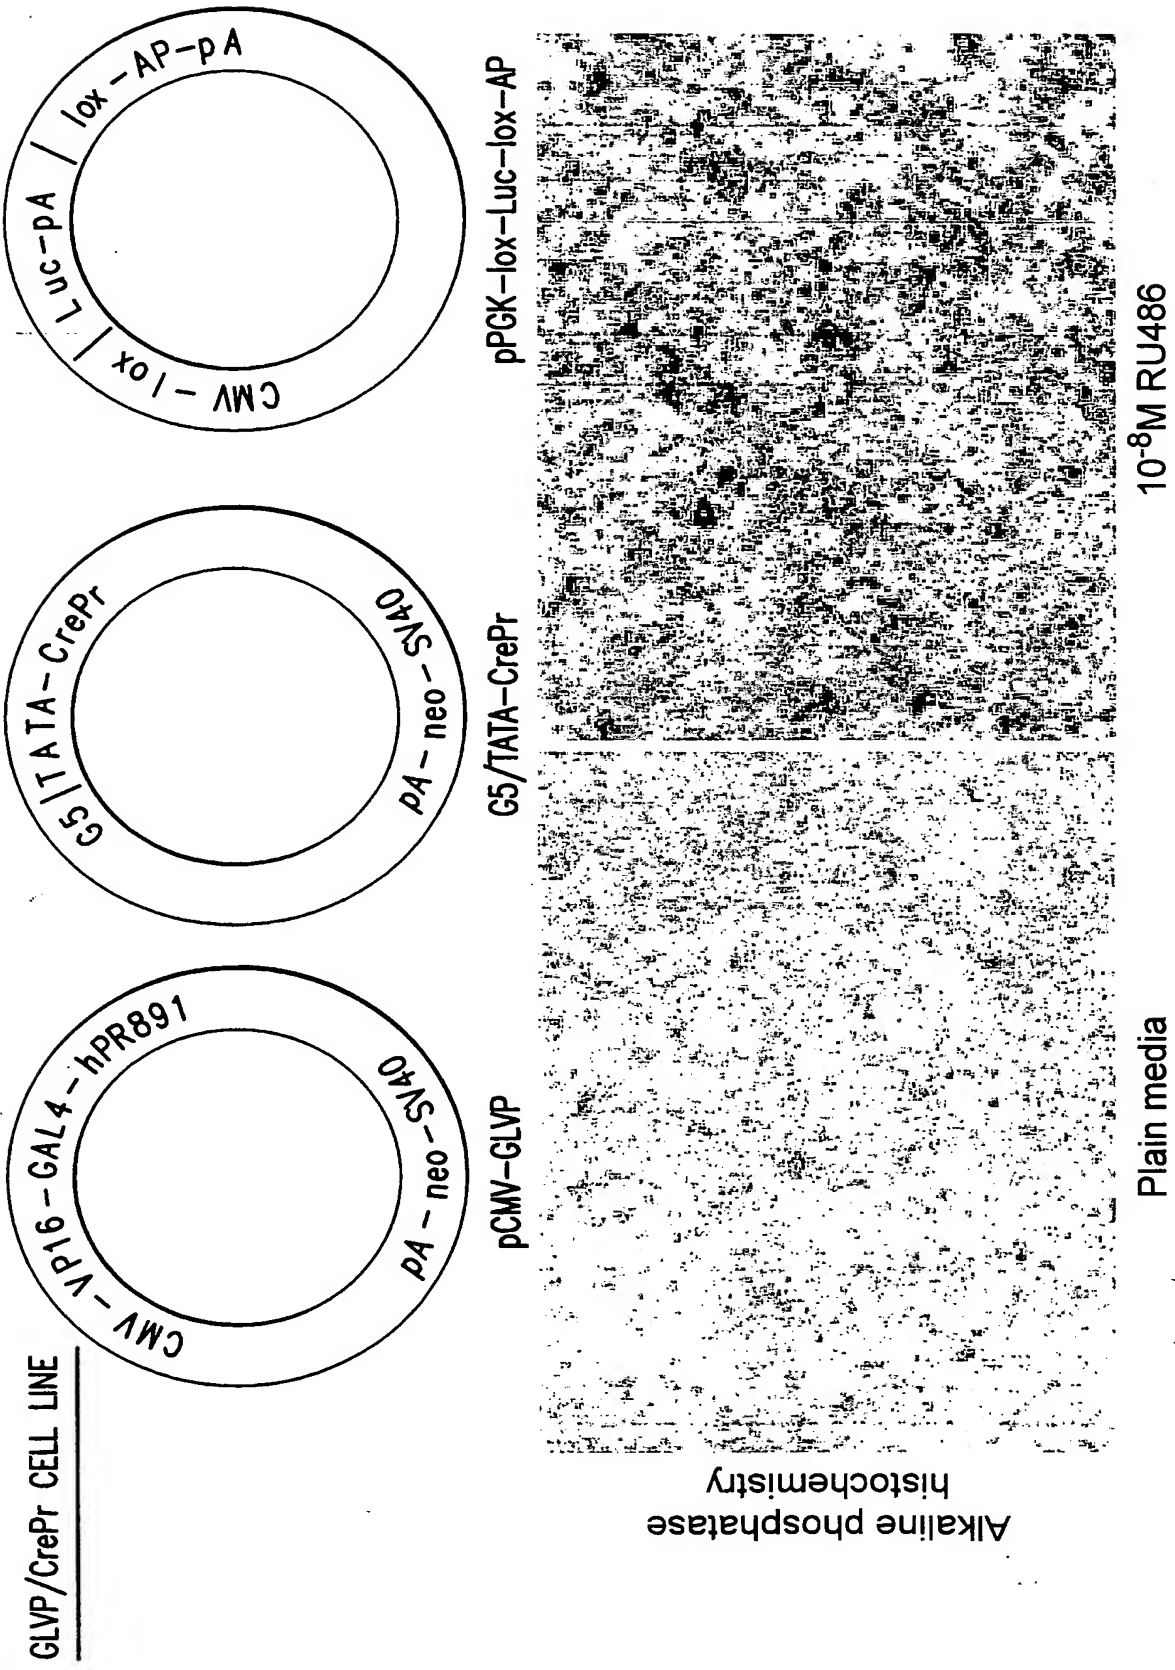 GLVP/CrePr CELL LINE
CMV – VP16 – GAL4 – hPR891
pA – neo – SV40
pCMV–GLVP
G5/TATA–CrePr
pA – neo – SV40
G5/TATA–CrePr
CMV – lox / Luc–pA / lox – AP–pA
pPGK–lox–Luc–lox–AP
Alkaline phosphatase
histochemistry
Plain media
10-8M RU486